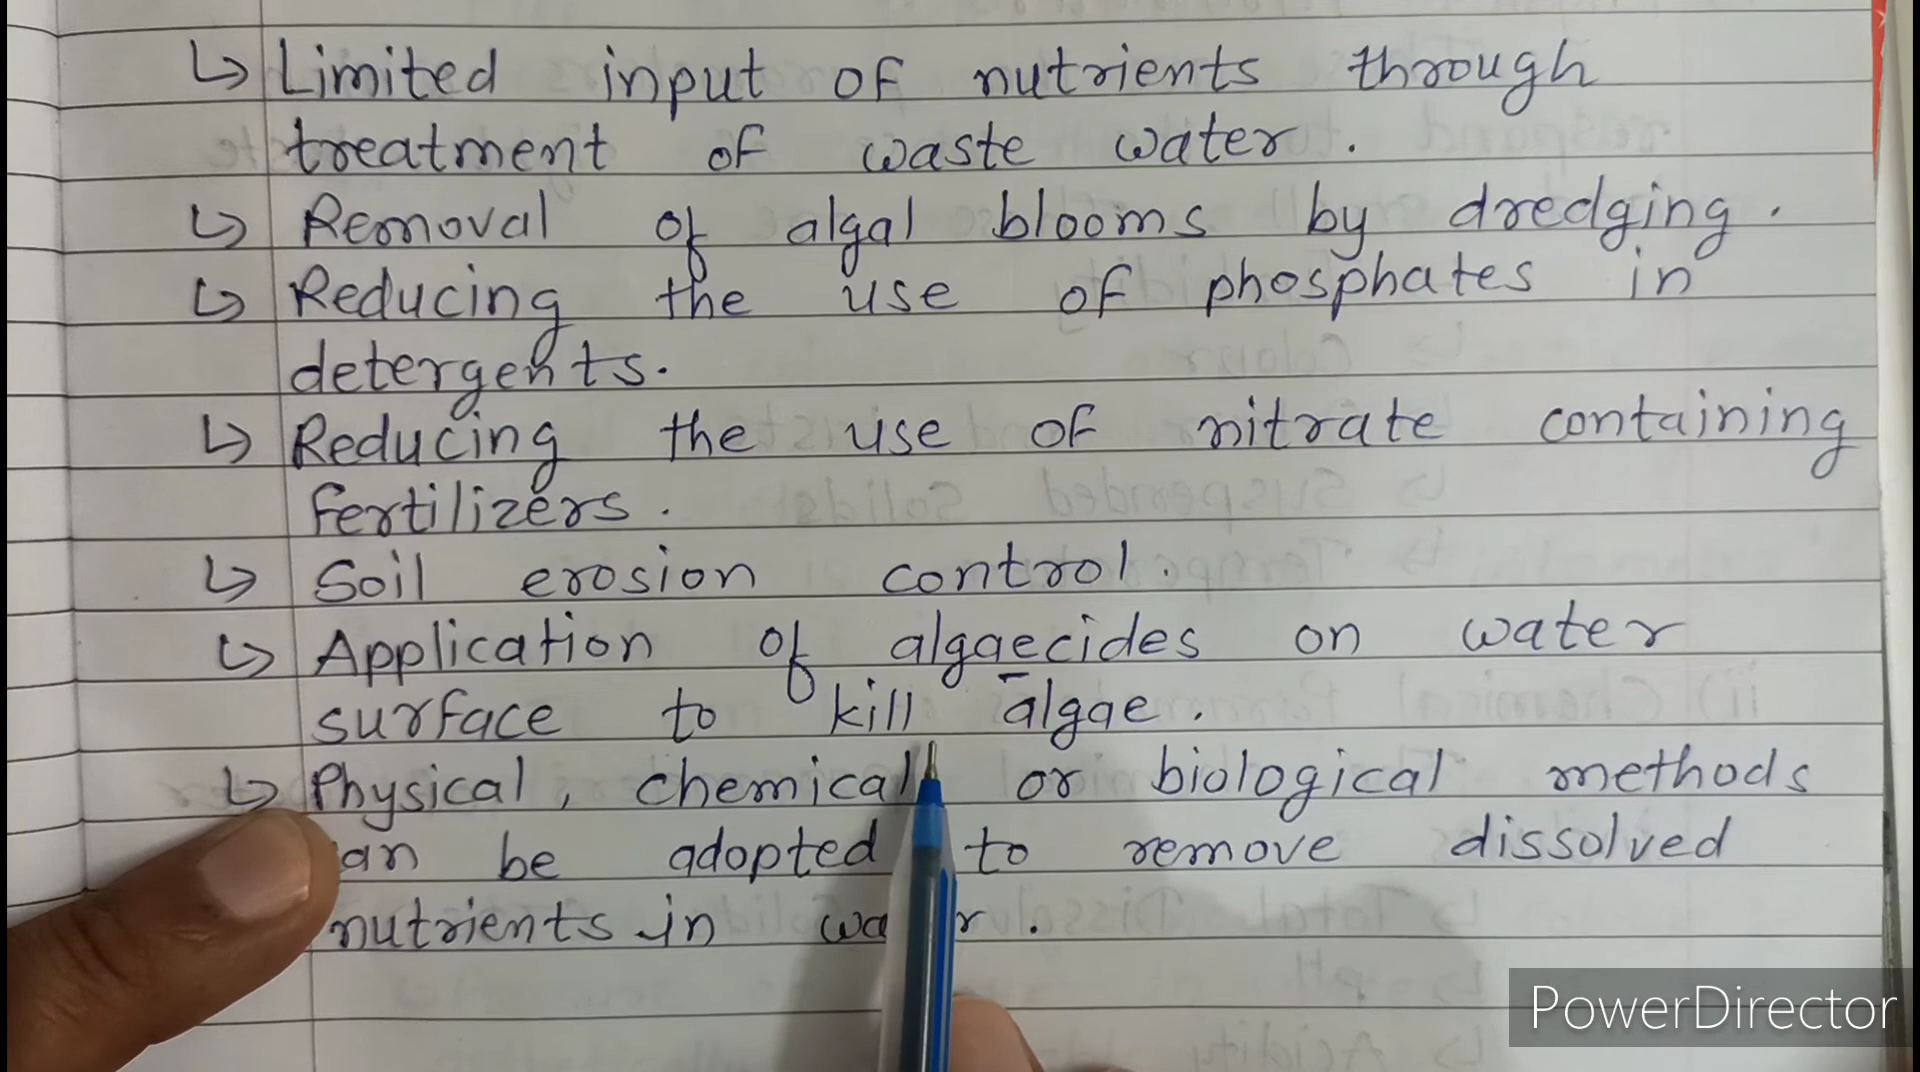 ↳ Limited input of nutrients through
treatment of waste water.
↳ Removal of algal blooms by dredging.
↳ Reducing the use of phosphates in
detergents.
↳ Reducing the use of nitrate containing
fertilizers.
↳ Soil erosion control.
↳ Application of algaecides on water
surface to kill algae.
↳ Physical, chemical or biological methods
can be adopted to remove dissolved
nutrients in water.
PowerDirector